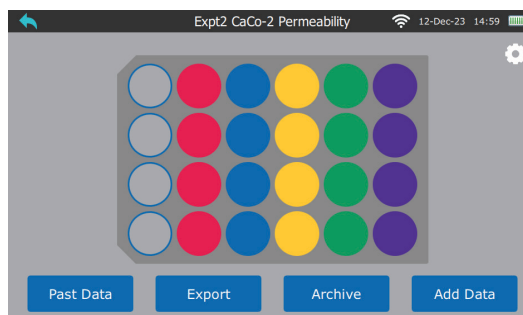 Expt2 CaCo-2 Permeability 12-Dec-23 14:59
Past Data Export Archive Add Data